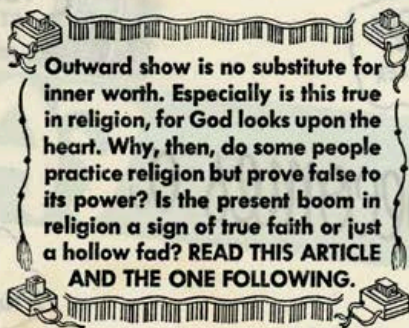 Outward show is no substitute for
inner worth. Especially is this true
in religion, for God looks upon the
heart. Why, then, do some people
practice religion but prove false to
its power? Is the present boom in
religion a sign of true faith or just
a hollow fad? READ THIS ARTICLE
AND THE ONE FOLLOWING.